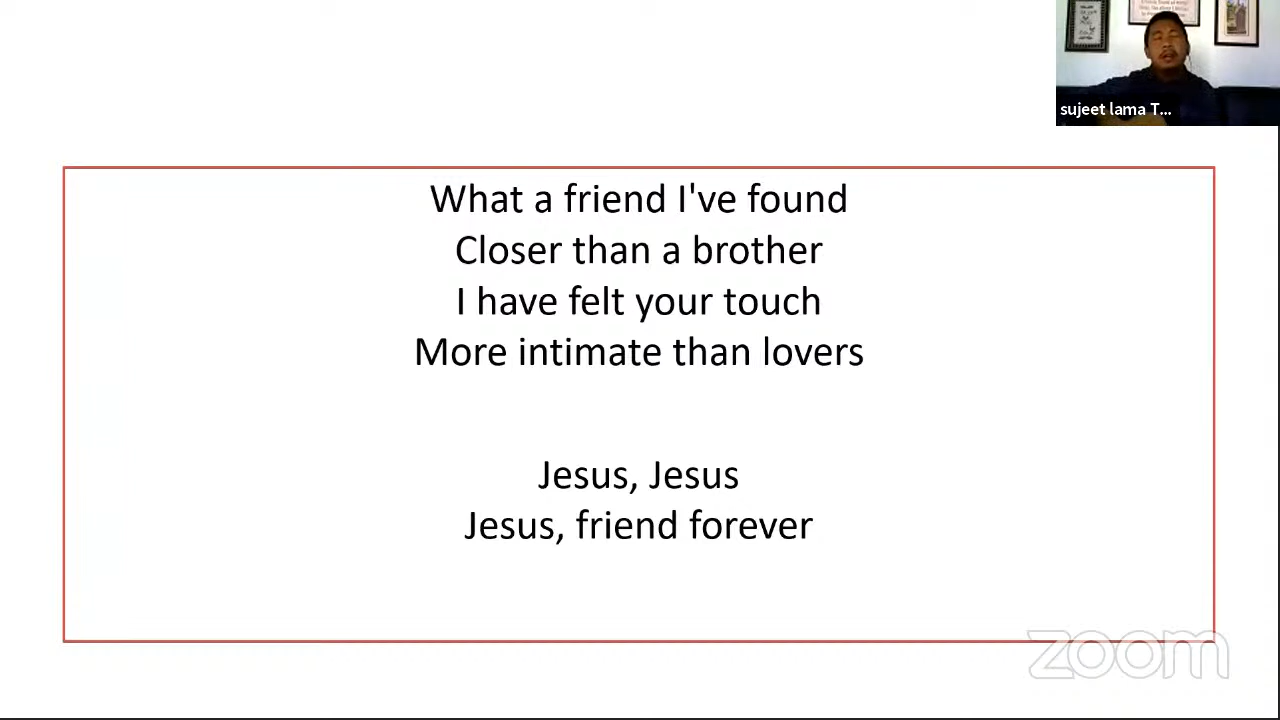 sujeet lama T...
What a friend I've found
Closer than a brother
I have felt your touch
More intimate than lovers
Jesus, Jesus
Jesus, friend forever
zoom